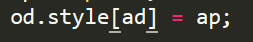 od.style[ad] = ap;